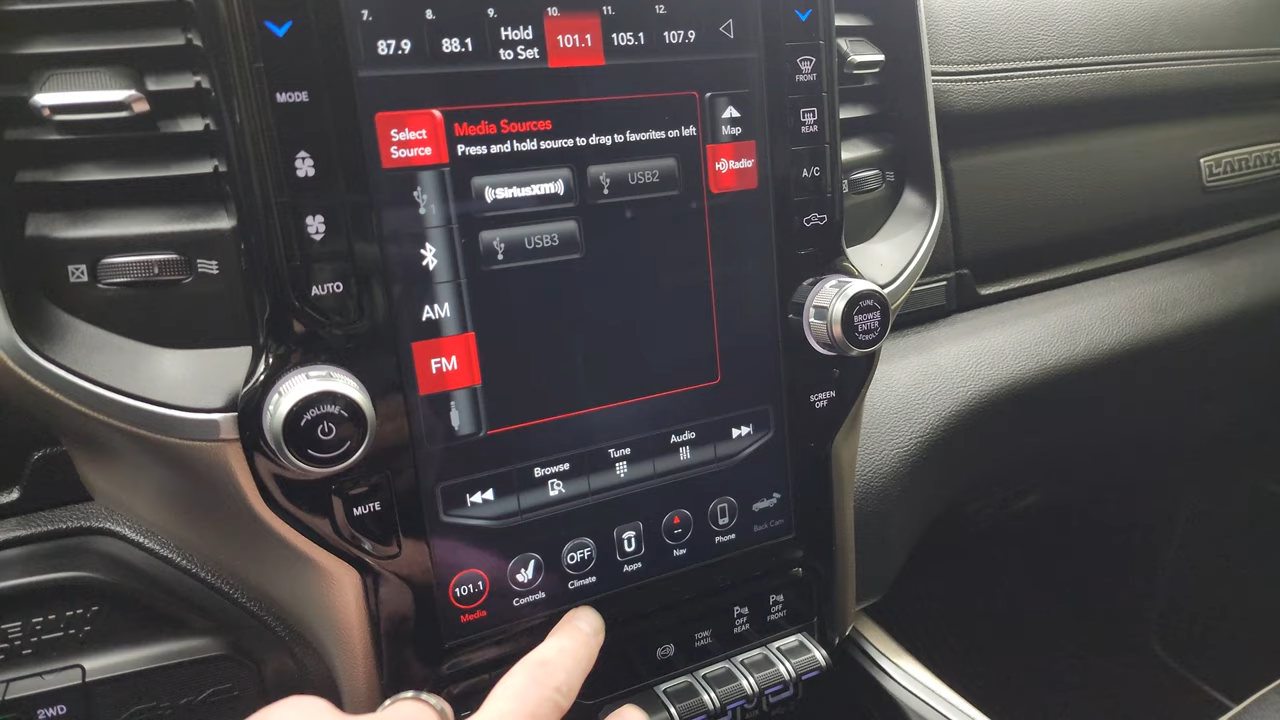 7. 8. 9. 10. 11. 12.
87.9 88.1 Hold
to Set 101.1 105.1 107.9
MODE
AUTO
VOLUME
MUTE
Select
Source
Media Sources
Press and hold source to drag to favorites on left
((SiriusXM)) USB2
USB3
AM
FM
Map
HD Radio
FRONT
REAR
A/C
TUNE
BROWSE
ENTER
SCROLL
SCREEN
OFF
Browse Tune Audio
101.1 OFF
Media Controls Climate Apps Nav Phone Back Cam
TOW/
HAUL
P
OFF
REAR
P
OFF
FRONT
2WD